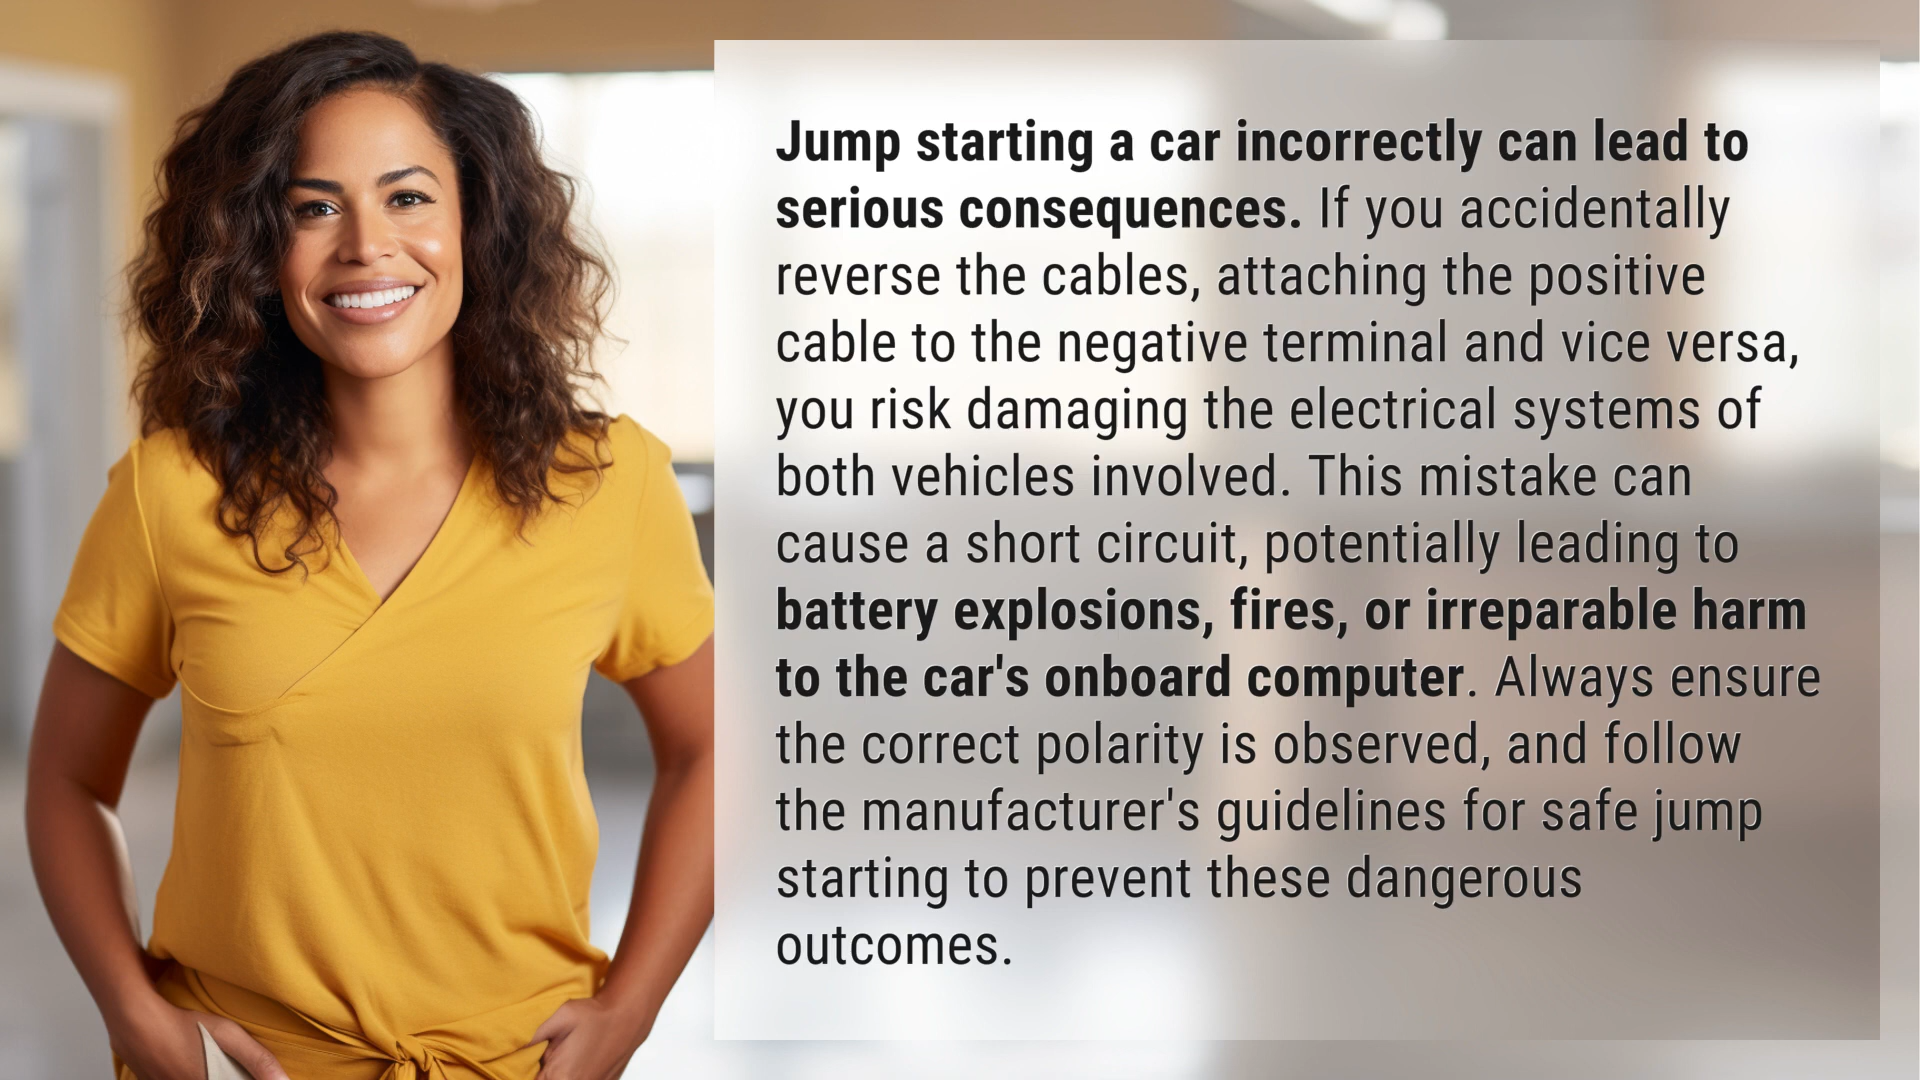 Jump starting a car incorrectly can lead to
serious consequences. If you accidentally
reverse the cables, attaching the positive
cable to the negative terminal and vice versa,
you risk damaging the electrical systems of
both vehicles involved. This mistake can
cause a short circuit, potentially leading to
battery explosions, fires, or irreparable harm
to the car's onboard computer. Always ensure
the correct polarity is observed, and follow
the manufacturer's guidelines for safe jump
starting to prevent these dangerous
outcomes.